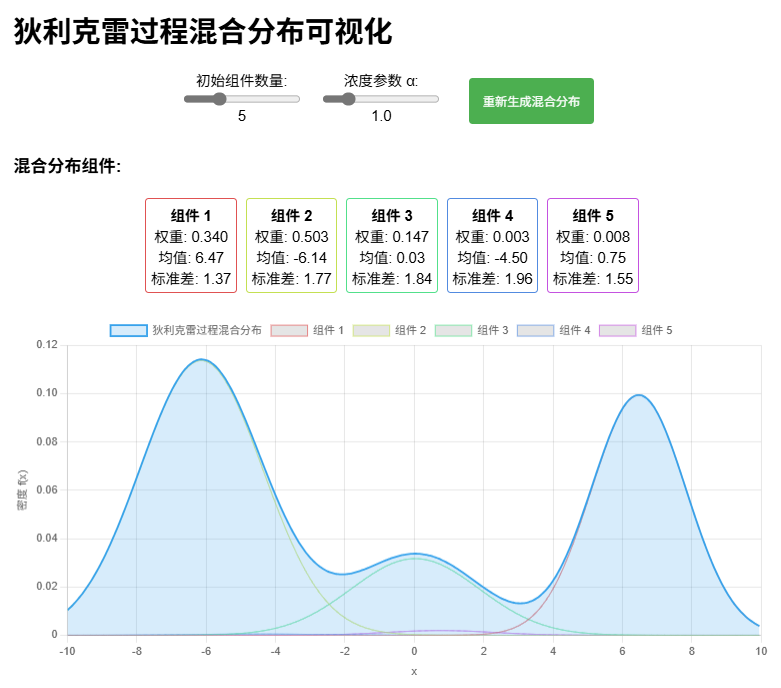 狄利克雷过程混合分布可视化
初始组件数量: 浓度参数 α:
5 1.0
重新生成混合分布
混合分布组件:
组件 1 组件 2 组件 3 组件 4 组件 5
权重: 0.340 权重: 0.503 权重: 0.147 权重: 0.003 权重: 0.008
均值: 6.47 均值: -6.14 均值: 0.03 均值: -4.50 均值: 0.75
标准差: 1.37 标准差: 1.77 标准差: 1.84 标准差: 1.96 标准差: 1.55
狄利克雷过程混合分布 组件 1 组件 2 组件 3 组件 4 组件 5
0.12
0.10
0.08
0.06
0.04
0.02
0
密度 f(x)
-10 -8 -6 -4 -2 0 2 4 6 8 10
x